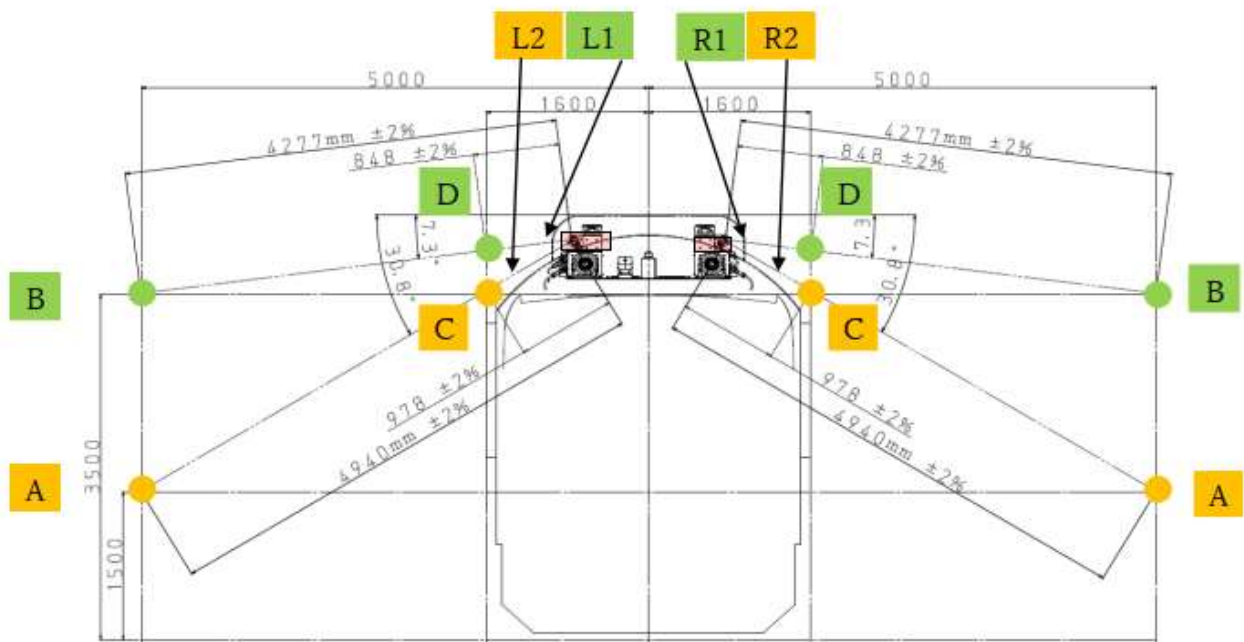 L2 L1 R1 R2
5000 5000
1600 1600
4277mm ±2% 4277mm ±2%
848 ±2% 848 ±2%
D D
7.3° 7.3
30.8° 30.8°
B B
C C
978 ±2% 978 ±2%
4940mm ±2% 4940mm ±2%
3500
A A
1500